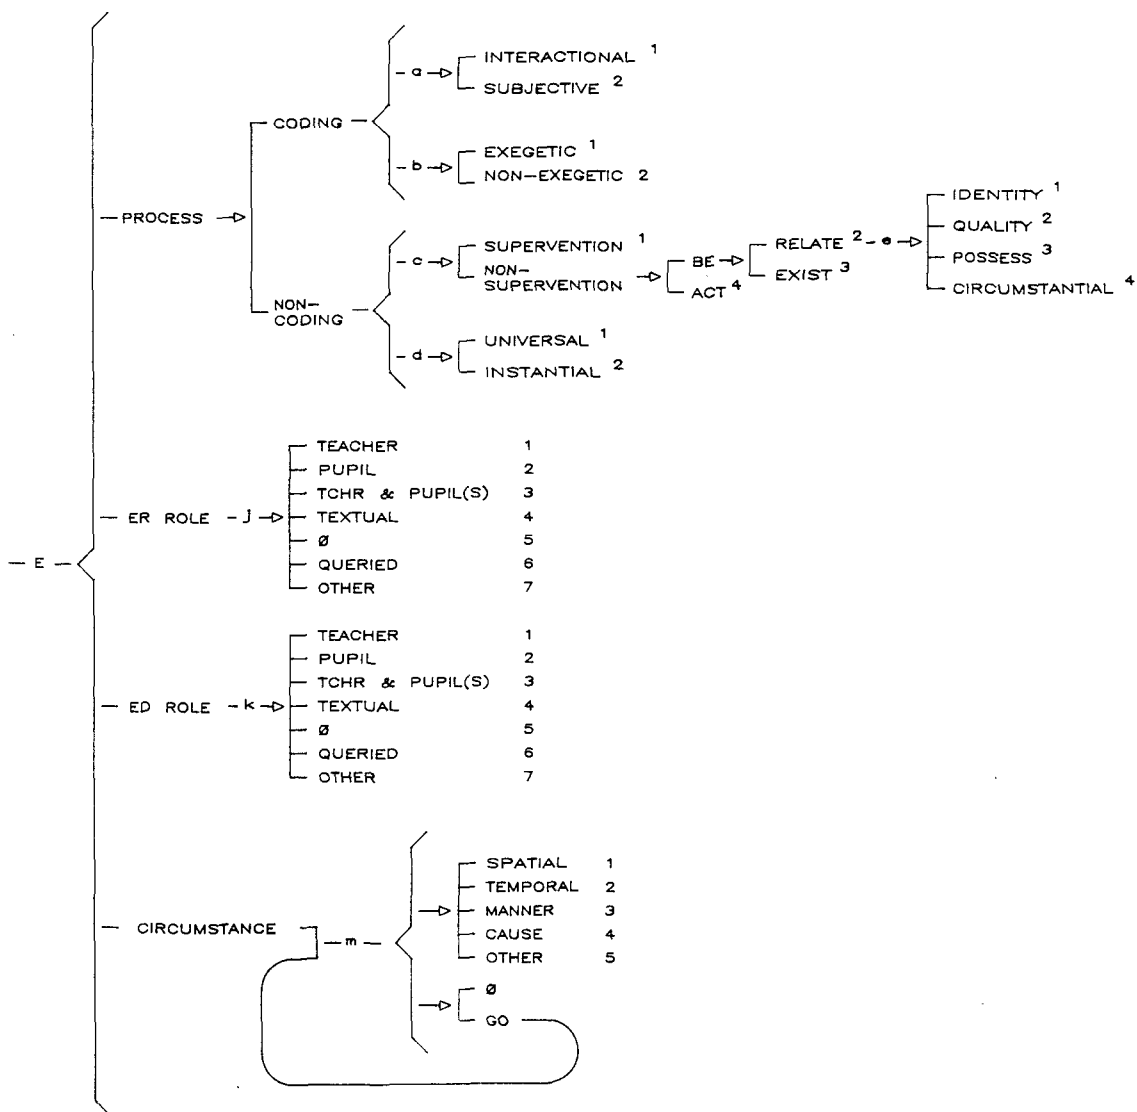 INTERACTIONAL 1
- a → SUBJECTIVE 2
CODING
- b → EXEGETIC 1
NON-EXEGETIC 2
— PROCESS
- c → SUPERVENTION 1
NON-
SUPERVENTION
BE
ACT 4
RELATE 2 - e
EXIST 3
IDENTITY 1
QUALITY 2
POSSESS 3
CIRCUMSTANTIAL 4
NON-
CODING
- d → UNIVERSAL 1
INSTANTIAL 2
— E —
— ER ROLE - j →
TEACHER 1
PUPIL 2
TCHR & PUPIL(S) 3
TEXTUAL 4
Ø 5
QUERIED 6
OTHER 7
— ED ROLE - k →
TEACHER 1
PUPIL 2
TCHR & PUPIL(S) 3
TEXTUAL 4
Ø 5
QUERIED 6
OTHER 7
— CIRCUMSTANCE
— m —
SPATIAL 1
TEMPORAL 2
MANNER 3
CAUSE 4
OTHER 5
Ø
GO